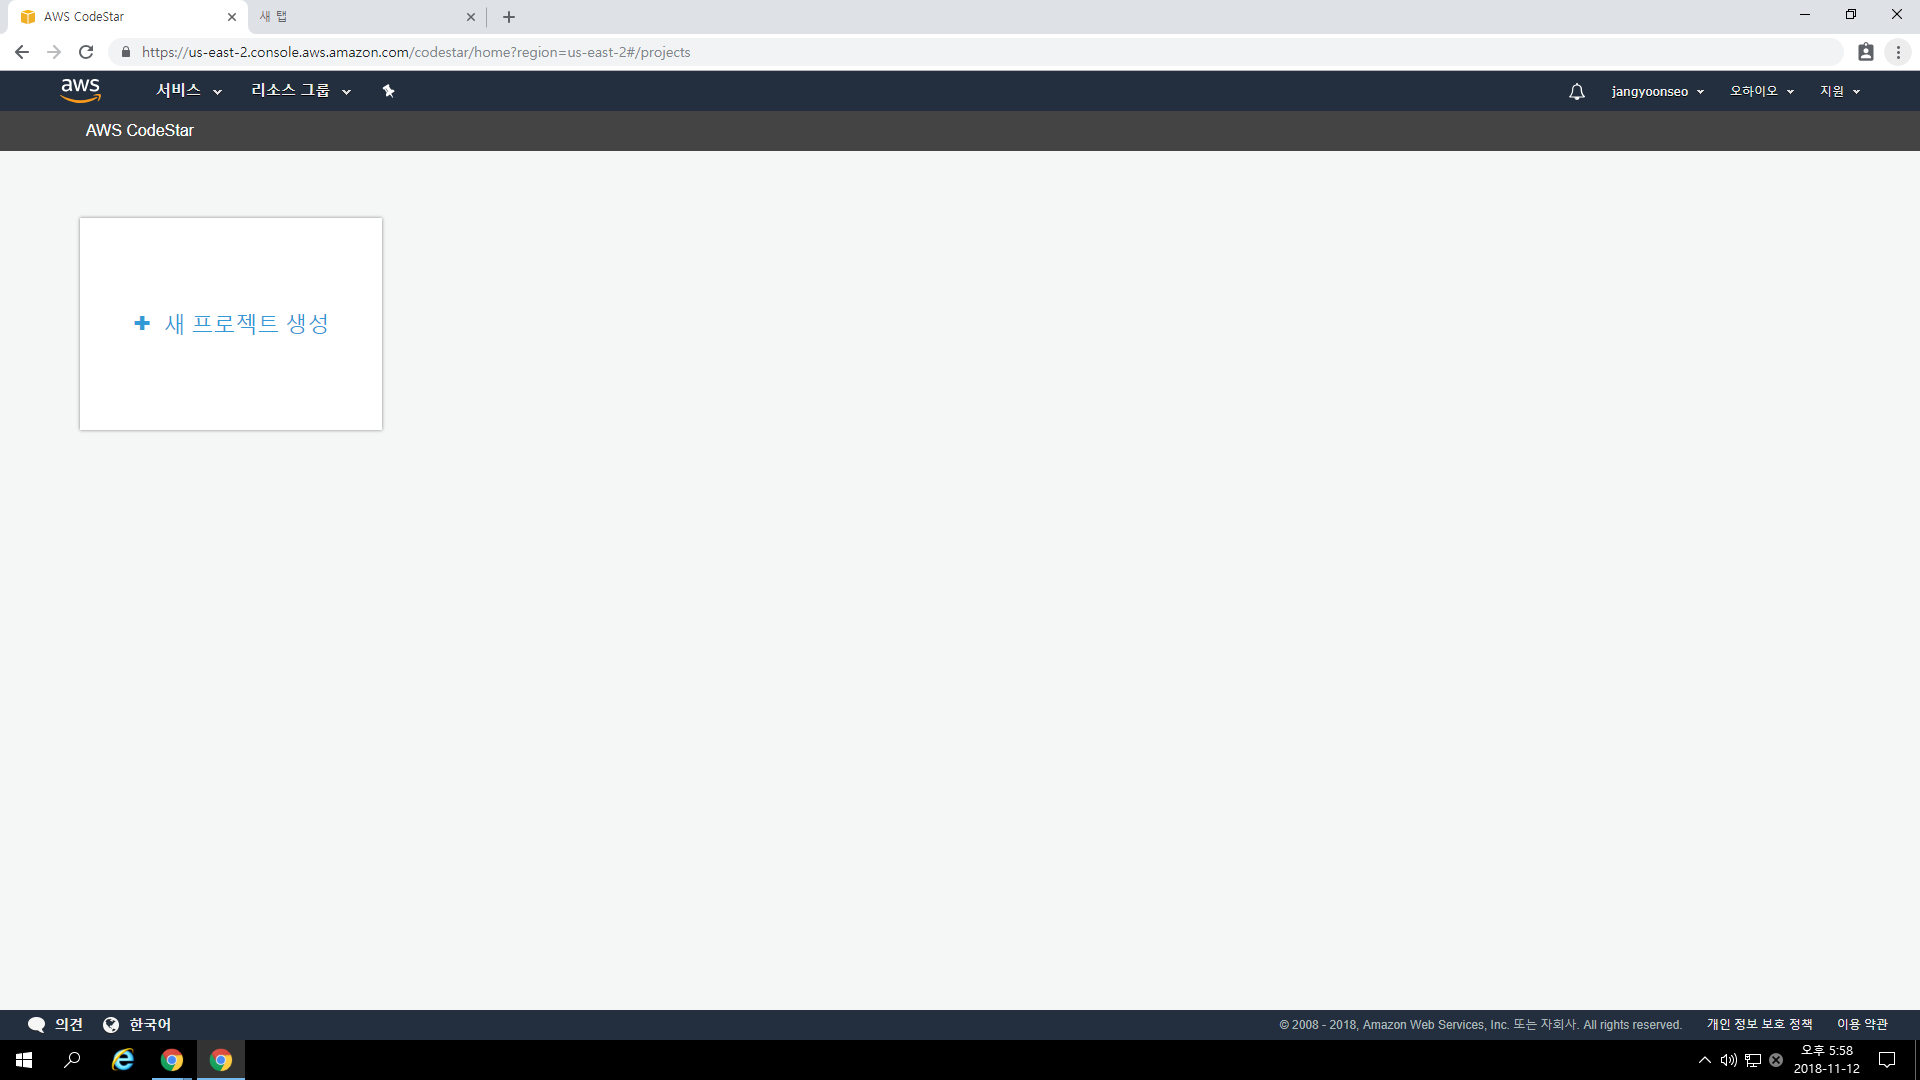 AWS CodeStar
새 탭
https://us-east-2.console.aws.amazon.com/codestar/home?region=us-east-2#/projects
aws 서비스 리소스 그룹 jangyoonseo 오하이오 지원
AWS CodeStar
새 프로젝트 생성
의견 한국어 © 2008 - 2018, Amazon Web Services, Inc. 또는 자회사. All rights reserved. 개인 정보 보호 정책 이용 약관
오후 5:58
2018-11-12